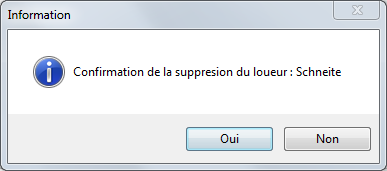 Information
Confirmation de la suppresion du loueur : Schneite
Oui
Non